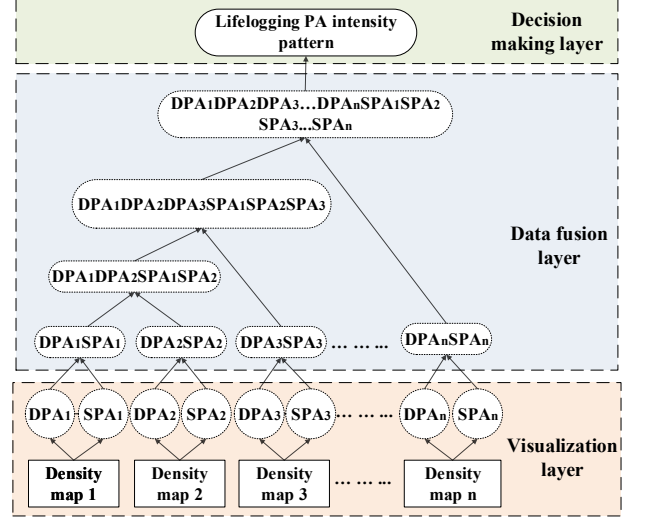 Lifelogging PA intensity
pattern
Decision
making layer
DPA1DPA2DPA3...DPAnSPA1SPA2
SPA3...SPAn
DPA1DPA2DPA3SPA1SPA2SPA3
Data fusion
layer
DPA1DPA2SPA1SPA2
DPA1SPA1 DPA2SPA2 DPA3SPA3 ... ... ... DPAnSPAn
DPA1 SPA1 DPA2 SPA2 DPA3 SPA3 ... ... ... DPAn SPAn
Visualization
layer
Density
map 1
Density
map 2
Density
map 3
... ... ...
Density
map n